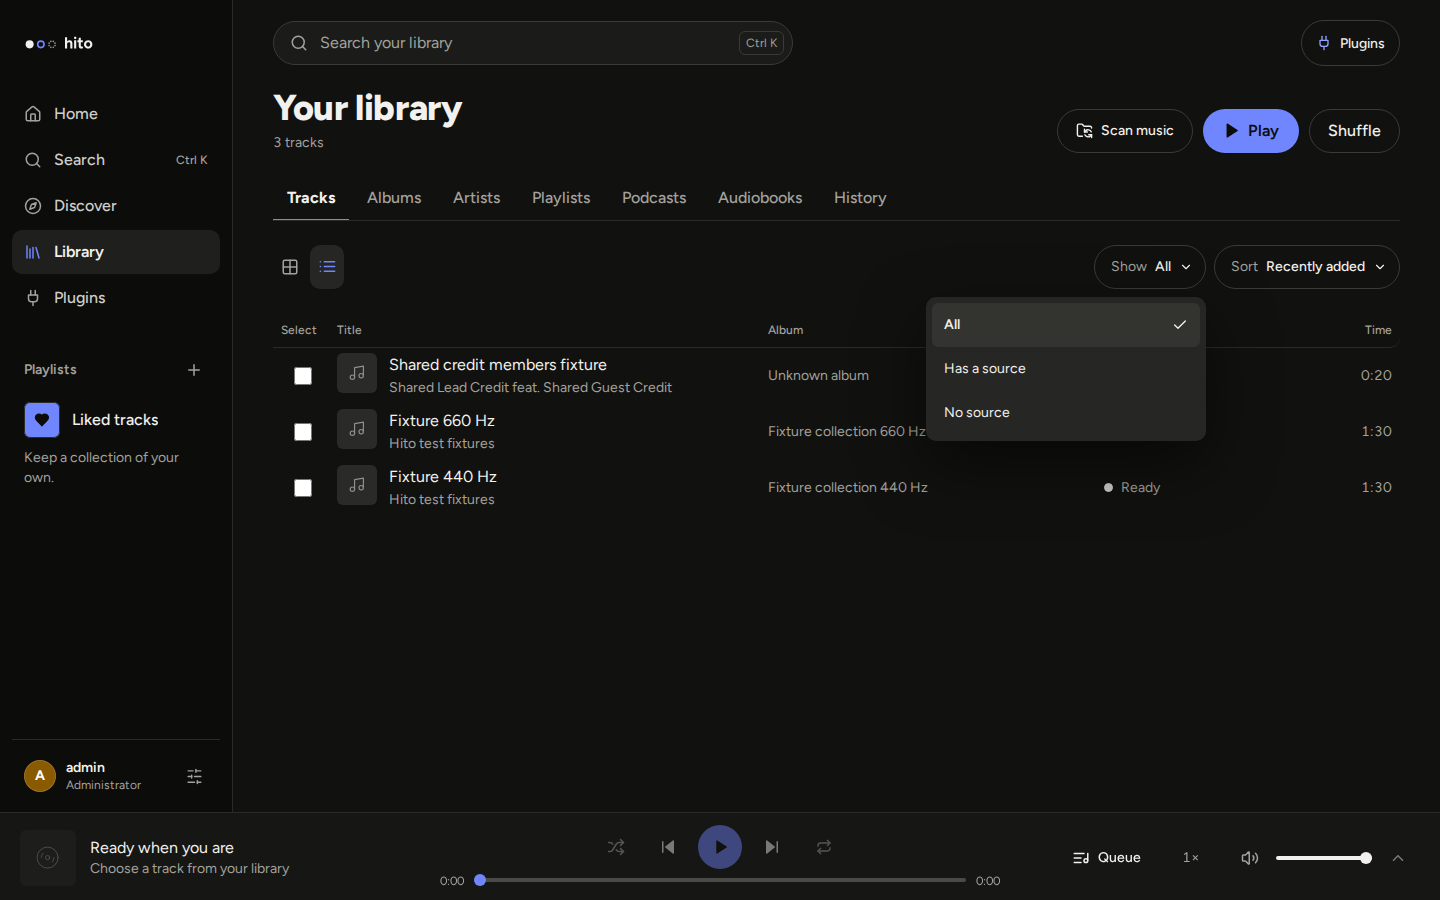 hito
Search your library
Ctrl K
Plugins
Home
Search
Ctrl K
Discover
Library
Plugins
Playlists
Liked tracks
Keep a collection of your
own.
admin
Administrator
A
Your library
3 tracks
Scan music
Play
Shuffle
Tracks
Albums
Artists
Playlists
Podcasts
Audiobooks
History
Show All
Sort Recently added
All
Has a source
No source
Select
Title
Album
Time
Shared credit members fixture
Shared Lead Credit feat. Shared Guest Credit
Unknown album
0:20
Fixture 660 Hz
Hito test fixtures
Fixture collection 660 Hz
1:30
Fixture 440 Hz
Hito test fixtures
Fixture collection 440 Hz
Ready
1:30
Ready when you are
Choose a track from your library
0:00
0:00
Queue
1×